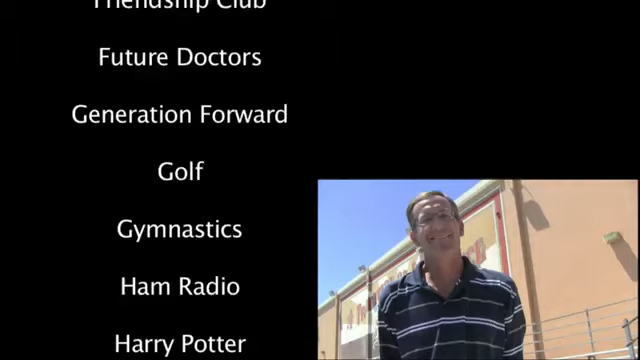 Friendship Club
Future Doctors
Generation Forward
Golf
Gymnastics
Ham Radio
Harry Potter